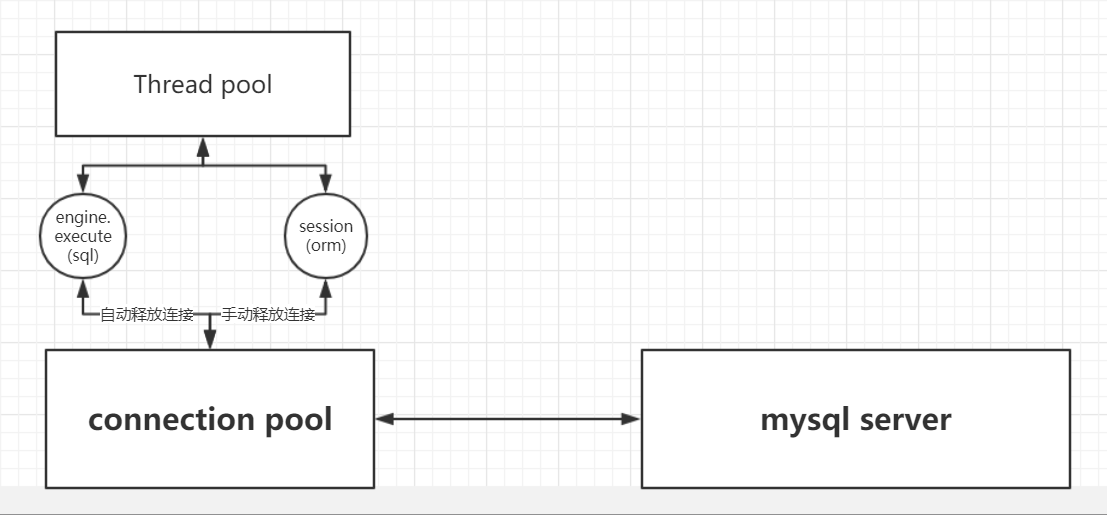 Thread pool
engine.
execute
(sql)
session
(orm)
自动释放连接
手动释放连接
connection pool
mysql server